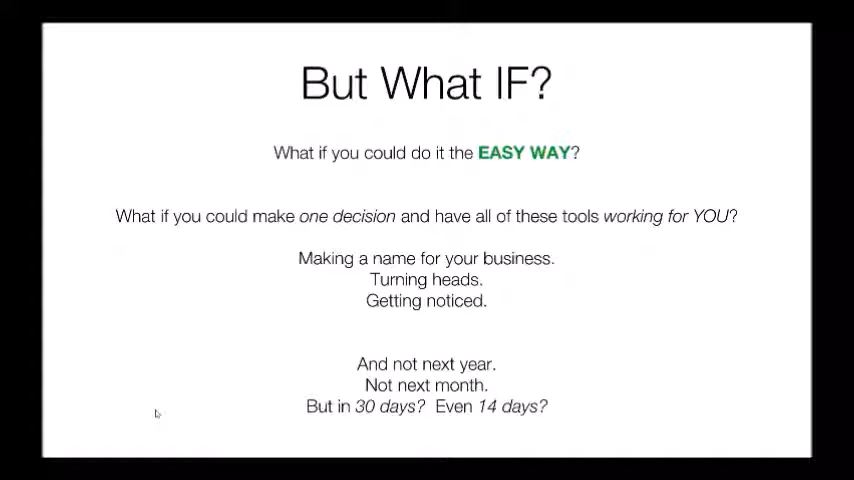 But What IF?
What if you could do it the EASY WAY?
What if you could make one decision and have all of these tools working for YOU?
Making a name for your business.
Turning heads.
Getting noticed.
And not next year.
Not next month.
But in 30 days? Even 14 days?